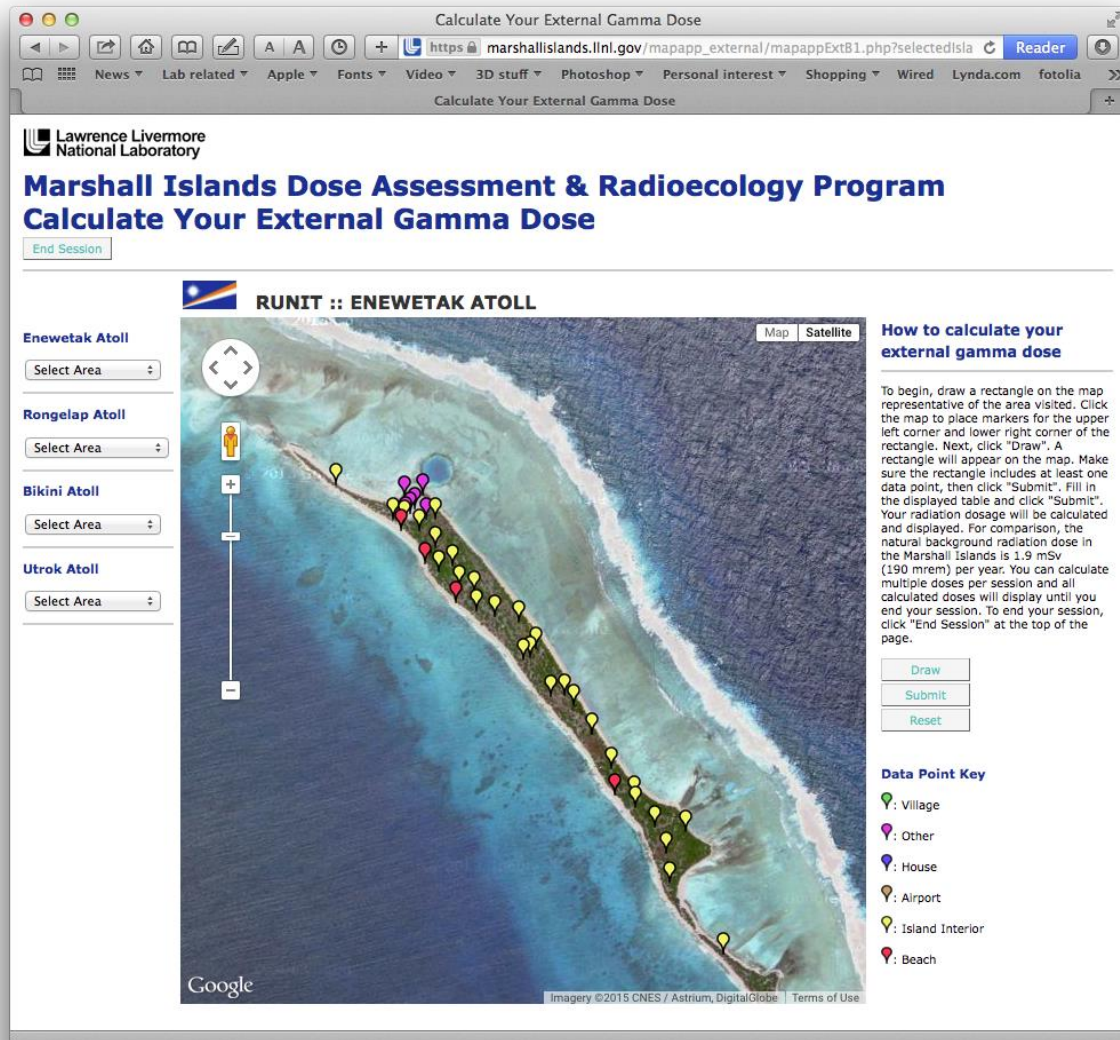 Calculate Your External Gamma Dose
A A + https marshallislands.llnl.gov/mapapp_external/mapappExtB1.php?selectedIsla Reader
News Lab related Apple Fonts Video 3D stuff Photoshop Personal interest Shopping Wired Lynda.com fotolia
Calculate Your External Gamma Dose
Lawrence Livermore
National Laboratory
Marshall Islands Dose Assessment & Radioecology Program
Calculate Your External Gamma Dose
End Session
RUNIT :: ENEWETAK ATOLL
Enewetak Atoll
Select Area
Rongelap Atoll
Select Area
Bikini Atoll
Select Area
Utrok Atoll
Select Area
Map Satellite
Google
Imagery ©2015 CNES / Astrium, DigitalGlobe Terms of Use
How to calculate your
external gamma dose
To begin, draw a rectangle on the map
representative of the area visited. Click
the map to place markers for the upper
left corner and lower right corner of the
rectangle. Next, click "Draw". A
rectangle will appear on the map. Make
sure the rectangle includes at least one
data point, then click "Submit". Fill in
the displayed table and click "Submit".
Your radiation dosage will be calculated
and displayed. For comparison, the
natural background radiation dose in
the Marshall Islands is 1.9 mSv
(190 mrem) per year. You can calculate
multiple doses per session and all
calculated doses will display until you
end your session. To end your session,
click "End Session" at the top of the
page.
Draw
Submit
Reset
Data Point Key
: Village
: Other
: House
: Airport
: Island Interior
: Beach